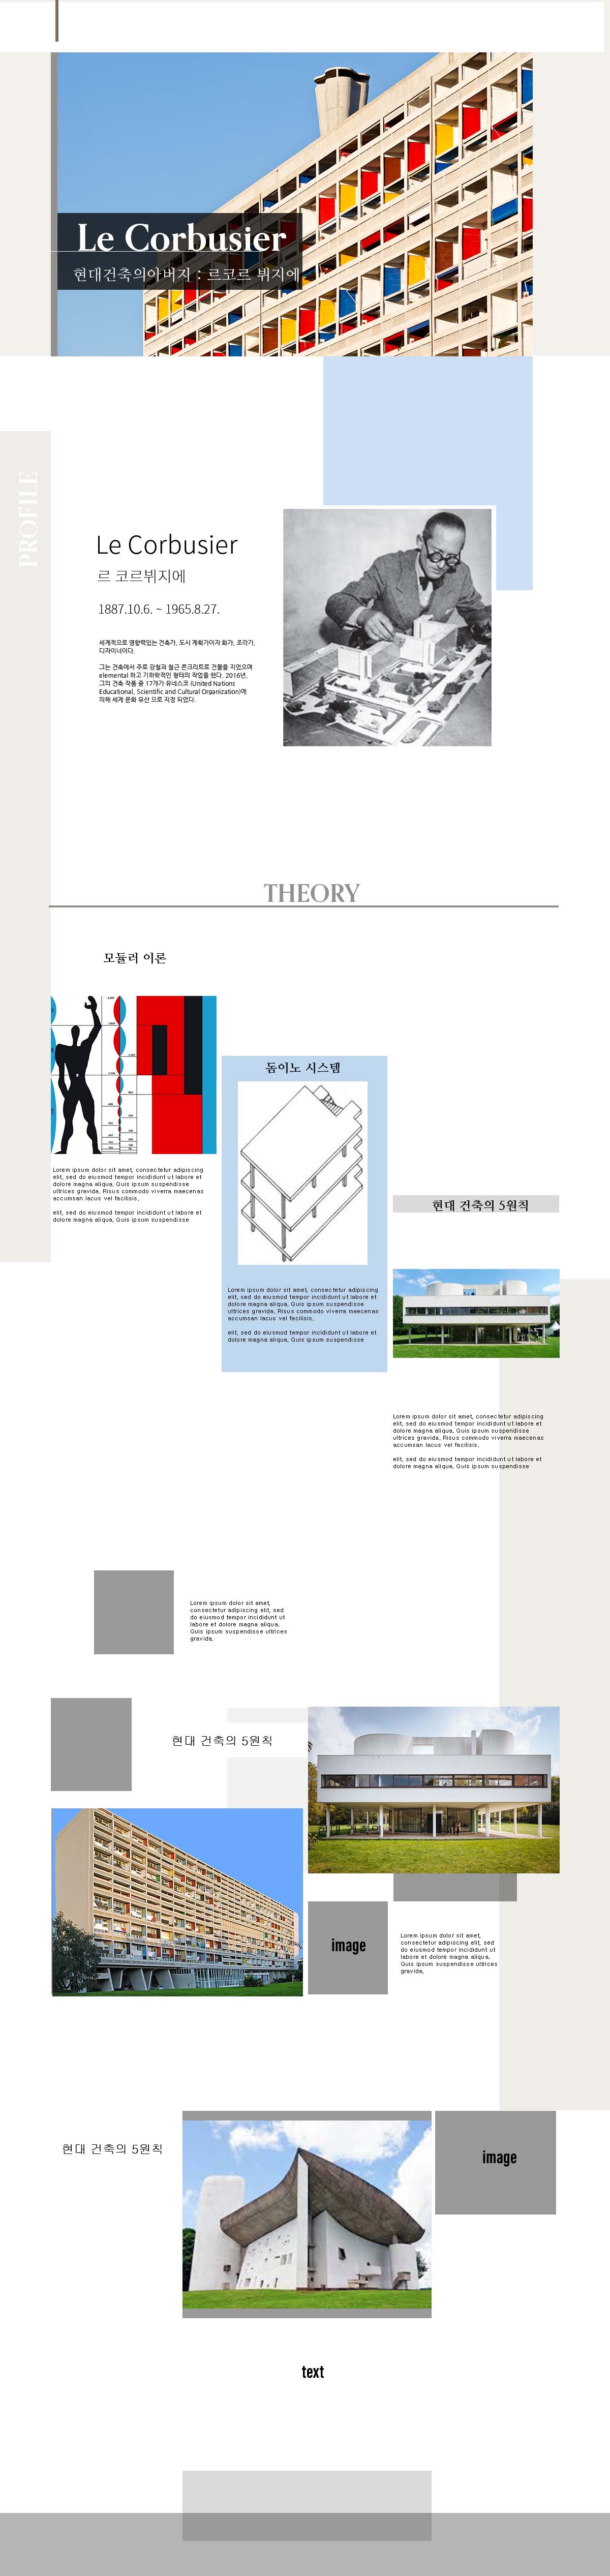 Le Corbusier
현대건축의아버지 : 르코르 뷔지에
PROFILE
Le Corbusier
르 코르뷔지에
1887.10.6. ~ 1965.8.27.
세계적으로 영향력있는 건축가, 도시 계획가이자 화가, 조각가,
디자이너이다.
그는 건축에서 주로 강철과 철근 콘크리트로 건물을 지었으며
elemental 하고 기하학적인 형태의 작업을 했다. 2016년,
그의 건축 작품 중 17개가 유네스코 (United Nations
Educational, Scientific and Cultural Organization)에
의해 세계 문화 유산 으로 지정 되었다.
THEORY
모듈러 이론
Lorem ipsum dolor sit amet, consectetur adipiscing
elit, sed do eiusmod tempor incididunt ut labore et
dolore magna aliqua. Quis ipsum suspendisse
ultrices gravida. Risus commodo viverra maecenas
accumsan lacus vel facilisis.
elit, sed do eiusmod tempor incididunt ut labore et
dolore magna aliqua. Quis ipsum suspendisse
돔이노 시스템
Lorem ipsum dolor sit amet, consectetur adipiscing
elit, sed do eiusmod tempor incididunt ut labore et
dolore magna aliqua. Quis ipsum suspendisse
ultrices gravida. Risus commodo viverra maecenas
accumsan lacus vel facilisis.
elit, sed do eiusmod tempor incididunt ut labore et
dolore magna aliqua. Quis ipsum suspendisse
현대 건축의 5원칙
Lorem ipsum dolor sit amet, consectetur adipiscing
elit, sed do eiusmod tempor incididunt ut labore et
dolore magna aliqua. Quis ipsum suspendisse
ultrices gravida. Risus commodo viverra maecenas
accumsan lacus vel facilisis.
elit, sed do eiusmod tempor incididunt ut labore et
dolore magna aliqua. Quis ipsum suspendisse
Lorem ipsum dolor sit amet,
consectetur adipiscing elit, sed
do eiusmod tempor incididunt ut
labore et dolore magna aliqua.
Quis ipsum suspendisse ultrices
gravida.
현대 건축의 5원칙
현대 건축의
image
Lorem ipsum dolor sit amet,
consectetur adipiscing elit, sed
do eiusmod tempor incididunt ut
labore et dolore magna aliqua.
Quis ipsum suspendisse ultrices
gravida.
현대 건축의 5원칙
image
text